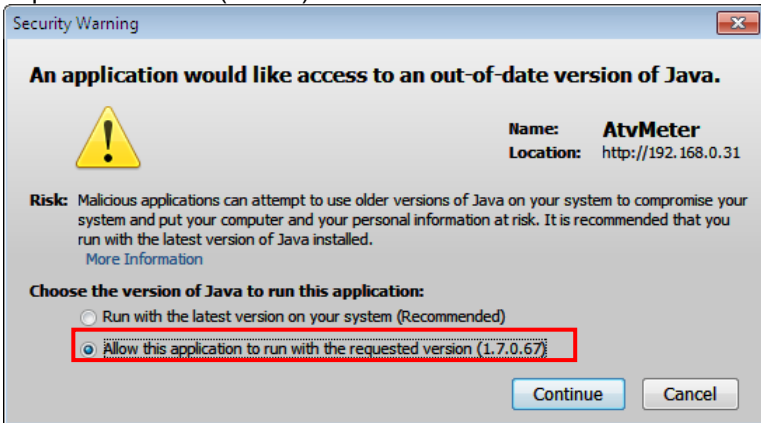 Security Warning
An application would like access to an out-of-date version of Java.
Name: AtvMeter
Location: http://192.168.0.31
Risk: Malicious applications can attempt to use older versions of Java on your system to compromise your
system and put your computer and your personal information at risk. It is recommended that you
run with the latest version of Java installed.
More Information
Choose the version of Java to run this application:
Run with the latest version on your system (Recommended)
Allow this application to run with the requested version (1.7.0.67)
Continue Cancel